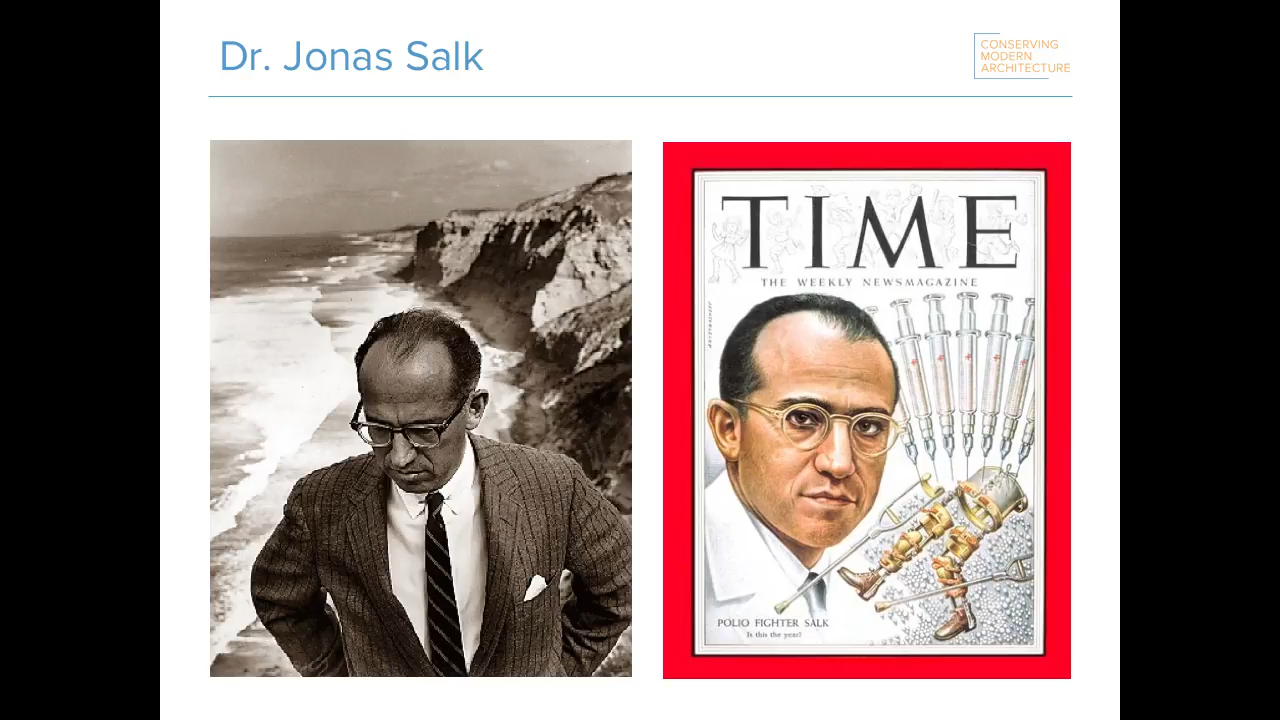 Dr. Jonas Salk
CONSERVING
MODERN
ARCHITECTURE
TIME
THE WEEKLY NEWSMAGAZINE
POLIO FIGHTER SALK
Is this the year?